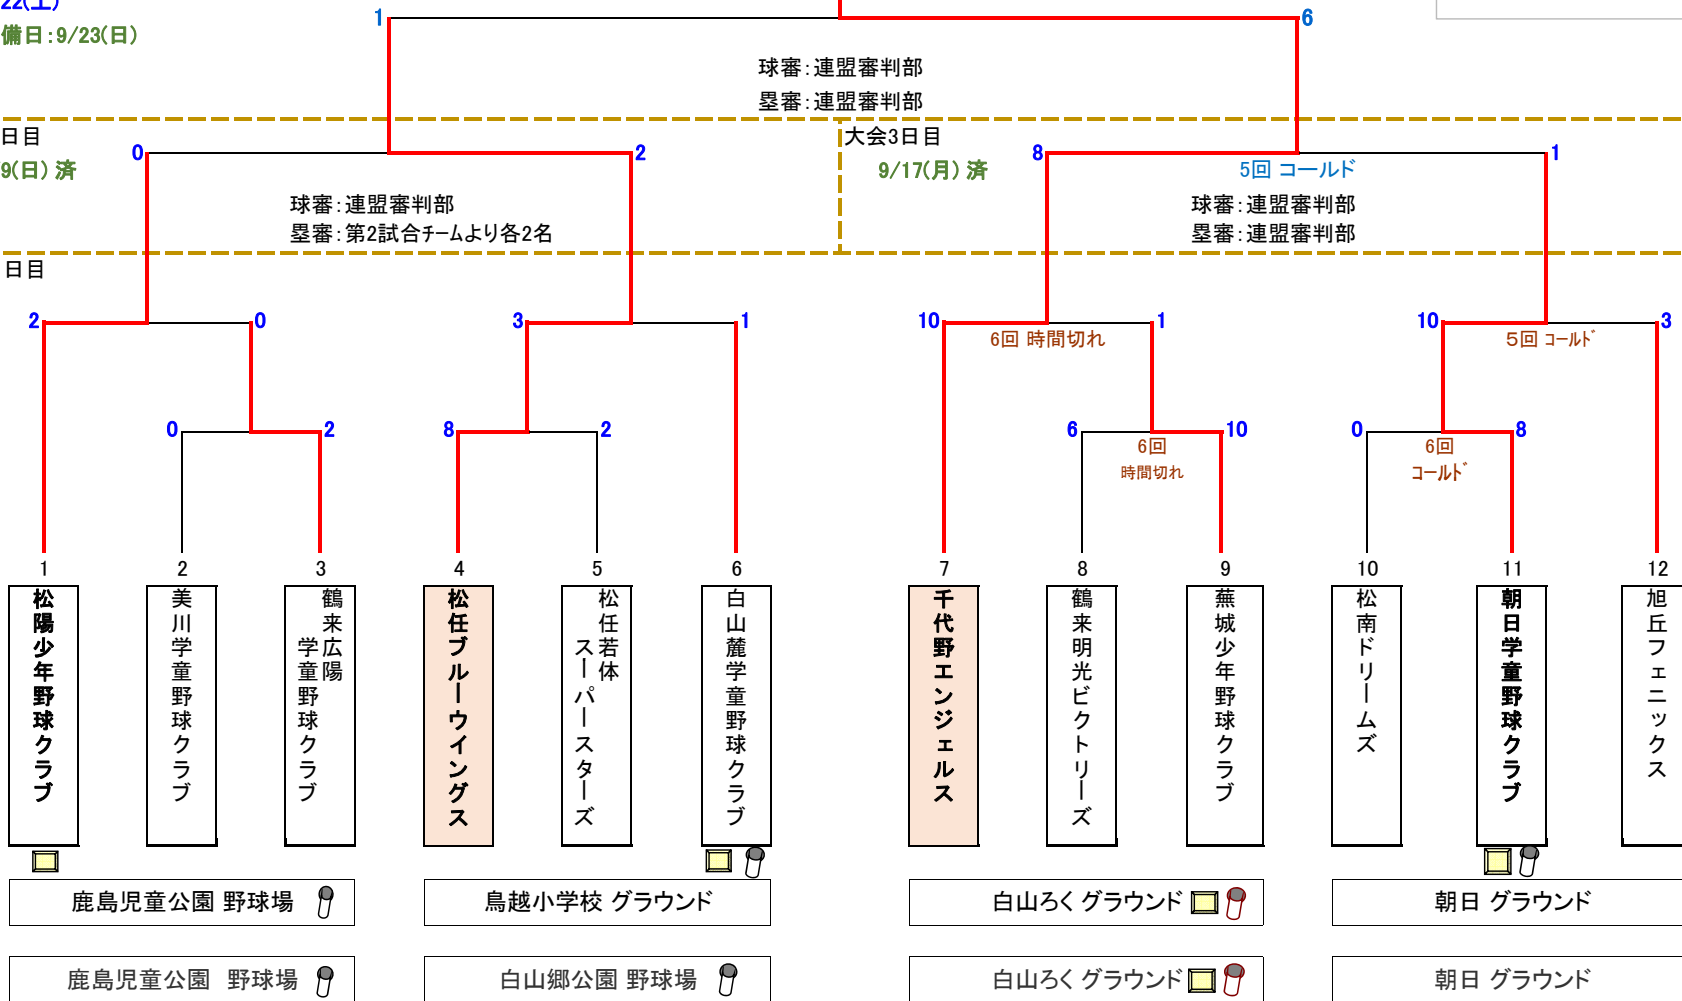 22(土)
1
6
備日：9/23(日)
球審：連盟審判部
塁審：連盟審判部
日目
大会3日目
0
2
8
1
9(日) 済
9/17(月) 済
5回 コールド
球審：連盟審判部
塁審：第2試合チームより各2名
球審：連盟審判部
塁審：連盟審判部
日目
2
0
3
1
10
1
10
3
6回 時間切れ
５回 コールド
0
2
8
2
6
10
0
8
6回
時間切れ
6回
コールド
1
2
3
4
5
6
7
8
9
10
11
12
松陽少年野球クラブ
美川学童野球クラブ
鶴来広陽
学童野球クラブ
松任ブルーウイングス
松任若体
スーパースターズ
白山麓学童野球クラブ
千代野エンジェルス
鶴来明光ビクトリーズ
蕪城少年野球クラブ
松南ドリームズ
朝日学童野球クラブ
旭丘フェニックス
鹿島児童公園 野球場
鳥越小学校 グラウンド
白山ろく グラウンド
朝日 グラウンド
鹿島児童公園　野球場
白山郷公園 野球場
白山ろく グラウンド
朝日 グラウンド